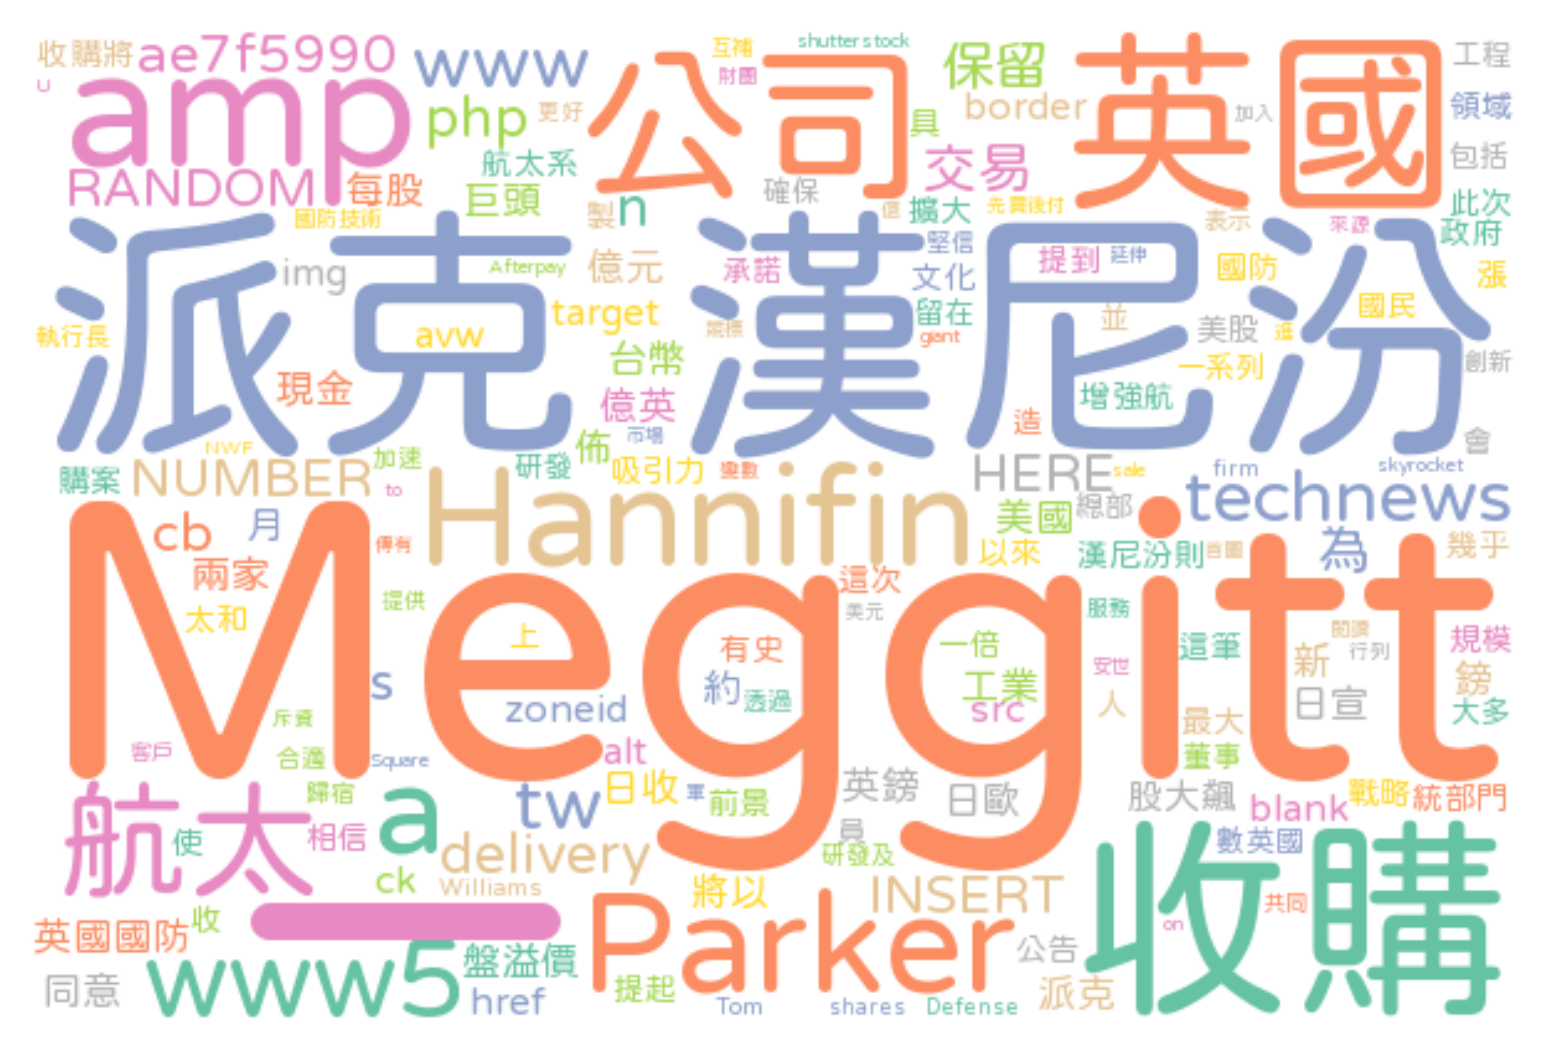 收購將 ae7f5990 www 互補 shutterstock 保留 工程
U amp php 更好 公司 財團 具 border 加入 英國 領域
RANDOM 每股 航太系 巨頭 確保 交易 包括
國防技術 製 n 值 擴大 先買後付 表示 來源 此次
派克漢尼汾 堅信 政府
img Afterpay 億元 承諾 文化 提到 延伸 國防 張
執行長 avw target 競標 留在 giant 並 美股 進 國民 創新
台幣 一系列
現金 億英 增強航
NWF 佈 市場 造 會
購案 NUMBER 加速 研發 吸引力 變數 HERE sale firm skyrocket
to Hannifin 美國 總部 technews
cb 月 傳有 以來 漢尼汾則 首圖 為 幾乎
兩家 這次
太和 提供 美元 服務 閱讀
Meggitt
上 有史 一倍 這筆 新 行列 規模
s 約 透過 工業 安世 鎊
斥資 zoneid src 人 最大 日宣 大多
客戶 合適 Square alt 董事
歸宿 tw 日收 軍 前景 英鎊 日歐 股大飆 blank 戰略 統部門
航太 使 相信 a delivery 員 研發及 數英國
ck Williams 將以 INSERT 收購 共同
英國國防 收 一 Parker on
同意 www5 盤溢價 公告
href 提起 Tom shares Defense 派克